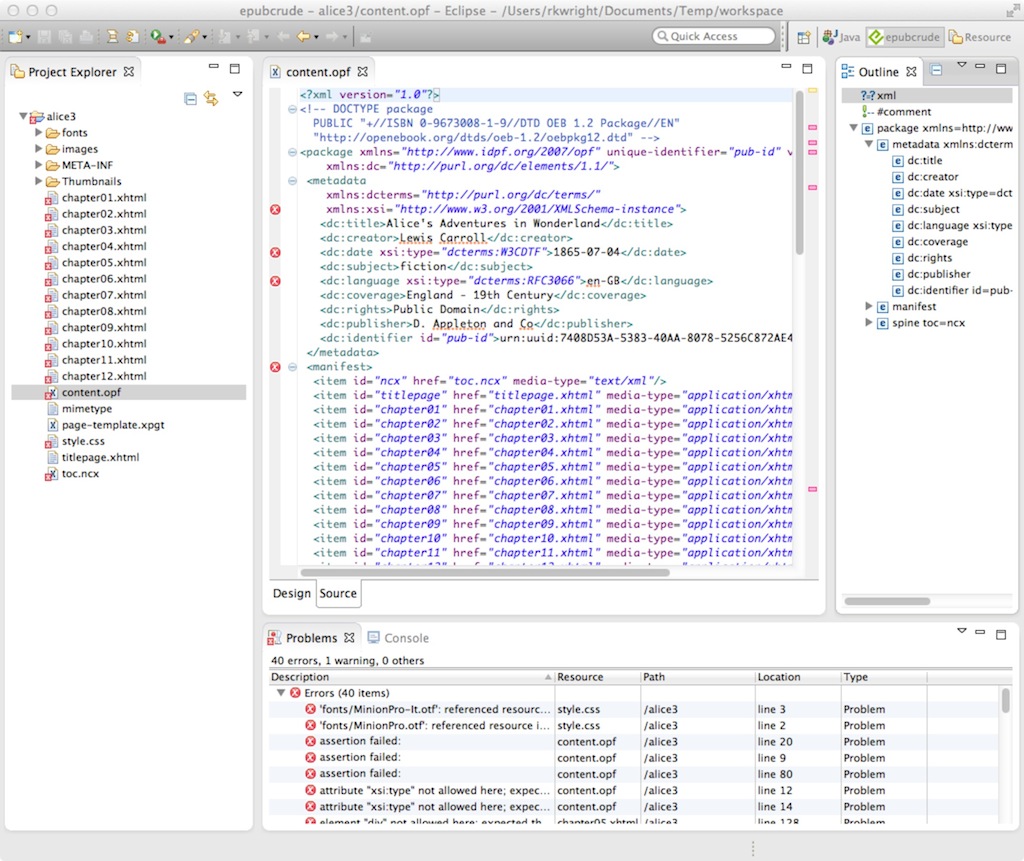 epubcrude - alice3/content.opf - Eclipse - /Users/rkwright/Documents/Temp/workspace
Quick Access
Java
epubcrude
Resource
Project Explorer
alice3
fonts
images
META-INF
Thumbnails
chapter01.xhtml
chapter02.xhtml
chapter03.xhtml
chapter04.xhtml
chapter05.xhtml
chapter06.xhtml
chapter07.xhtml
chapter08.xhtml
chapter09.xhtml
chapter10.xhtml
chapter11.xhtml
chapter12.xhtml
content.opf
mimetype
page-template.xpgt
style.css
titlepage.xhtml
toc.ncx
content.opf
<?xml version="1.0"?>
<!-- DOCTYPE package
PUBLIC "+//ISBN 0-9673008-1-9//DTD OEB 1.2 Package//EN"
"http://openebook.org/dtds/oeb-1.2/oebpkg12.dtd" -->
<package xmlns="http://www.idpf.org/2007/opf" unique-identifier="pub-id" v
xmlns:dc="http://purl.org/dc/elements/1.1/">
<metadata
xmlns:dcterms="http://purl.org/dc/terms/"
xmlns:xsi="http://www.w3.org/2001/XMLSchema-instance">
<dc:title>Alice's Adventures in Wonderland</dc:title>
<dc:creator>Lewis Carroll</dc:creator>
<dc:date xsi:type="dcterms:W3CDTF">1865-07-04</dc:date>
<dc:subject>fiction</dc:subject>
<dc:language xsi:type="dcterms:RFC3066">en-GB</dc:language>
<dc:coverage>England - 19th Century</dc:coverage>
<dc:rights>Public Domain</dc:rights>
<dc:publisher>D. Appleton and Co</dc:publisher>
<dc:identifier id="pub-id">urn:uuid:7408D53A-5383-40AA-8078-5256C872AE4
</metadata>
<manifest>
<item id="ncx" href="toc.ncx" media-type="text/xml"/>
<item id="titlepage" href="titlepage.xhtml" media-type="application/xhtm
<item id="chapter01" href="chapter01.xhtml" media-type="application/xhtm
<item id="chapter02" href="chapter02.xhtml" media-type="application/xhtm
<item id="chapter03" href="chapter03.xhtml" media-type="application/xhtm
<item id="chapter04" href="chapter04.xhtml" media-type="application/xhtm
<item id="chapter05" href="chapter05.xhtml" media-type="application/xhtm
<item id="chapter06" href="chapter06.xhtml" media-type="application/xhtm
<item id="chapter07" href="chapter07.xhtml" media-type="application/xhtm
<item id="chapter08" href="chapter08.xhtml" media-type="application/xhtm
<item id="chapter09" href="chapter09.xhtml" media-type="application/xhtm
<item id="chapter10" href="chapter10.xhtml" media-type="application/xhtm
<item id="chapter11" href="chapter11.xhtml" media-type="application/xhtm
Design
Source
Outline
?=? xml
#comment
package xmlns=http://ww
metadata xmlns:dcterm
dc:title
dc:creator
dc:date xsi:type=dct
dc:subject
dc:language xsi:type
dc:coverage
dc:rights
dc:publisher
dc:identifier id=pub-
manifest
spine toc=ncx
Problems
Console
40 errors, 1 warning, 0 others
Description Resource Path Location Type
Errors (40 items)
'fonts/MinionPro-It.otf': referenced resourc... style.css /alice3 line 3 Problem
'fonts/MinionPro.otf': referenced resource i... style.css /alice3 line 2 Problem
assertion failed: content.opf /alice3 line 20 Problem
assertion failed: content.opf /alice3 line 9 Problem
assertion failed: content.opf /alice3 line 80 Problem
attribute "xsi:type" not allowed here; expec... content.opf /alice3 line 12 Problem
attribute "xsi:type" not allowed here; expec... content.opf /alice3 line 14 Problem
element "div" not allowed here; expected th... chapter05.xhtml /alice3 line 128 Problem